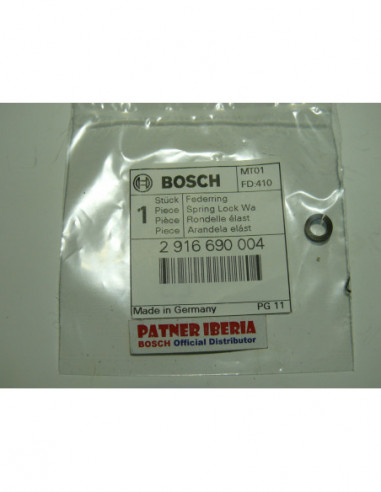 BOSCH
MT01
FD:410
1
Stück Federring
Piece Spring Lock Wa
Pièce Rondelle élast
Piece Arandela elást
2 916 690 004
Made in Germany
PG 11
PATNER IBERIA
BOSCH Official Distributor